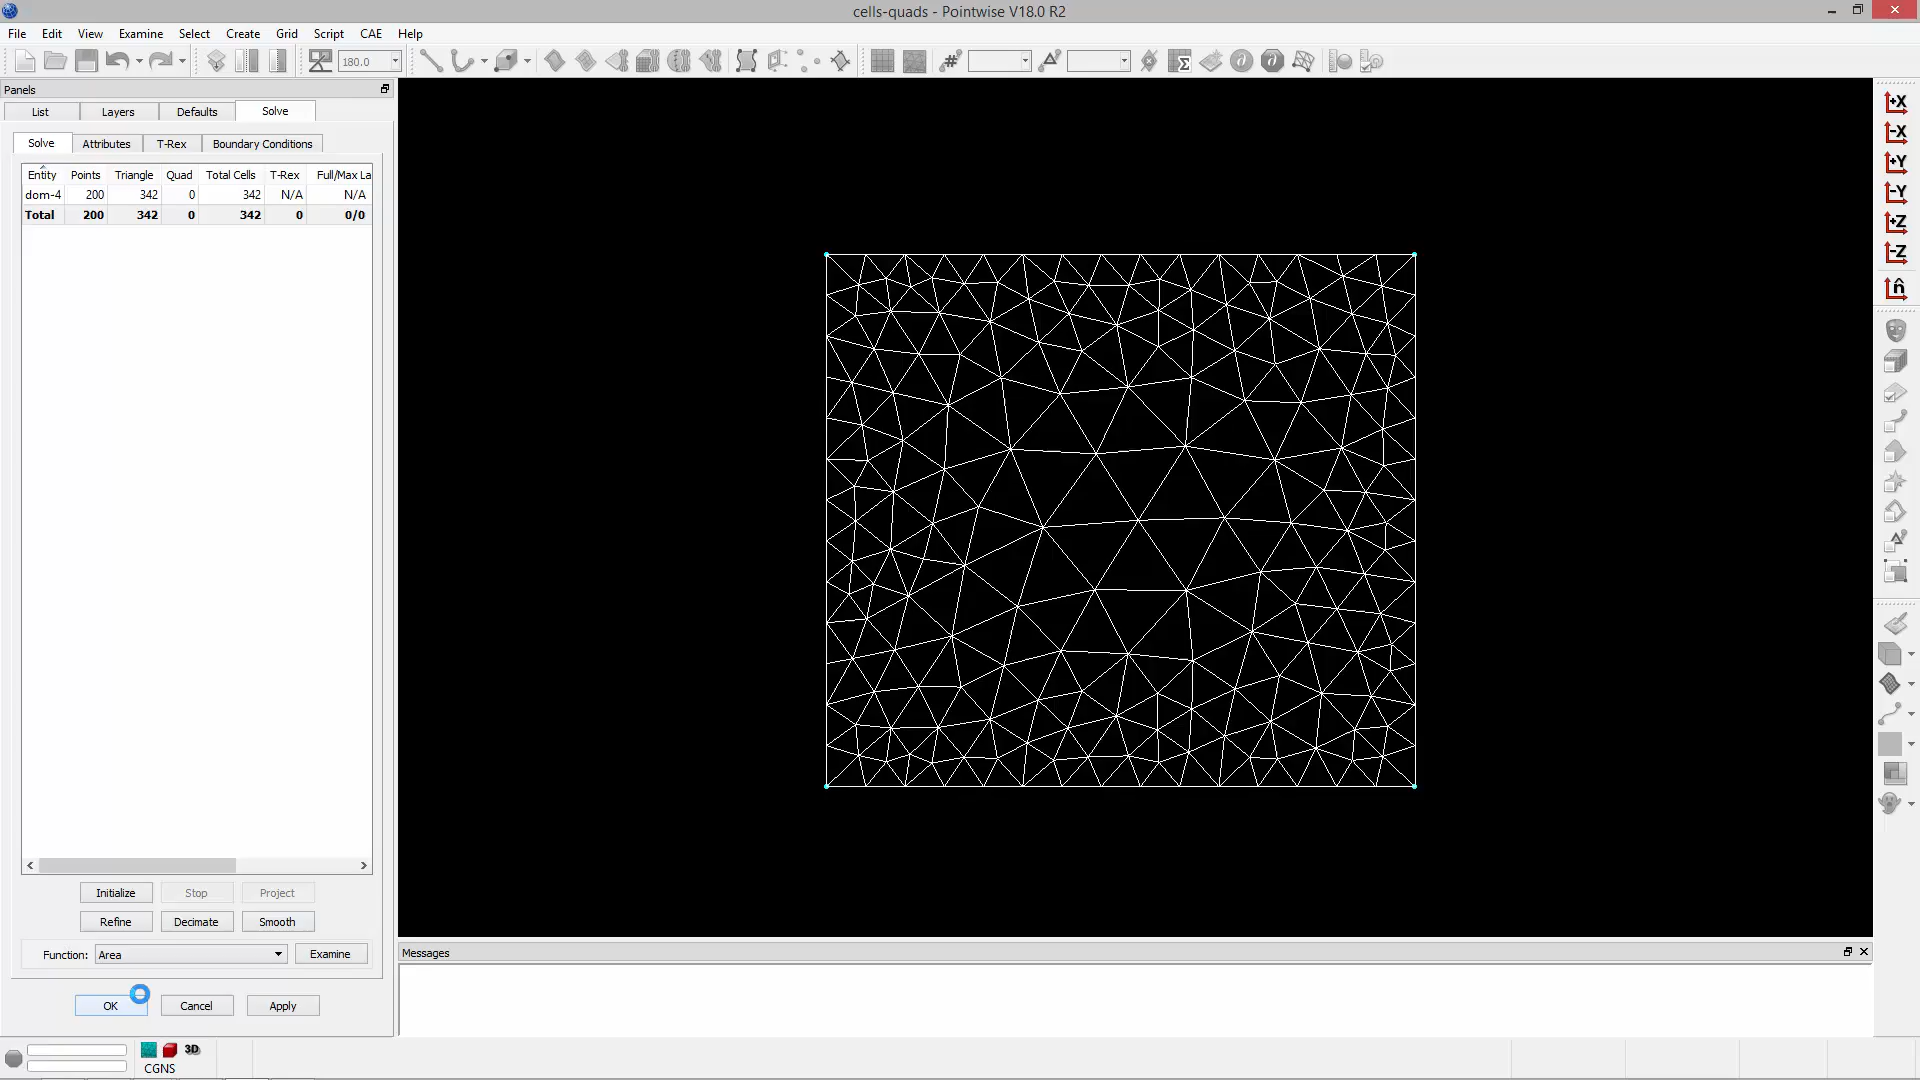 cells-quads - Pointwise V18.0 R2
File Edit View Examine Select Create Grid Script CAE Help
180.0
Panels
List Layers Defaults Solve
Solve Attributes T-Rex Boundary Conditions
Entity Points Triangle Quad Total Cells T-Rex Full/Max La
dom-4 200 342 0 342 N/A N/A
Total 200 342 0 342 0 0/0
Initialize Stop Project
Refine Decimate Smooth
Function: Area Examine
OK Cancel Apply
Messages
3D
CGNS
+X
-X
+Y
-Y
+Z
-Z
n̂